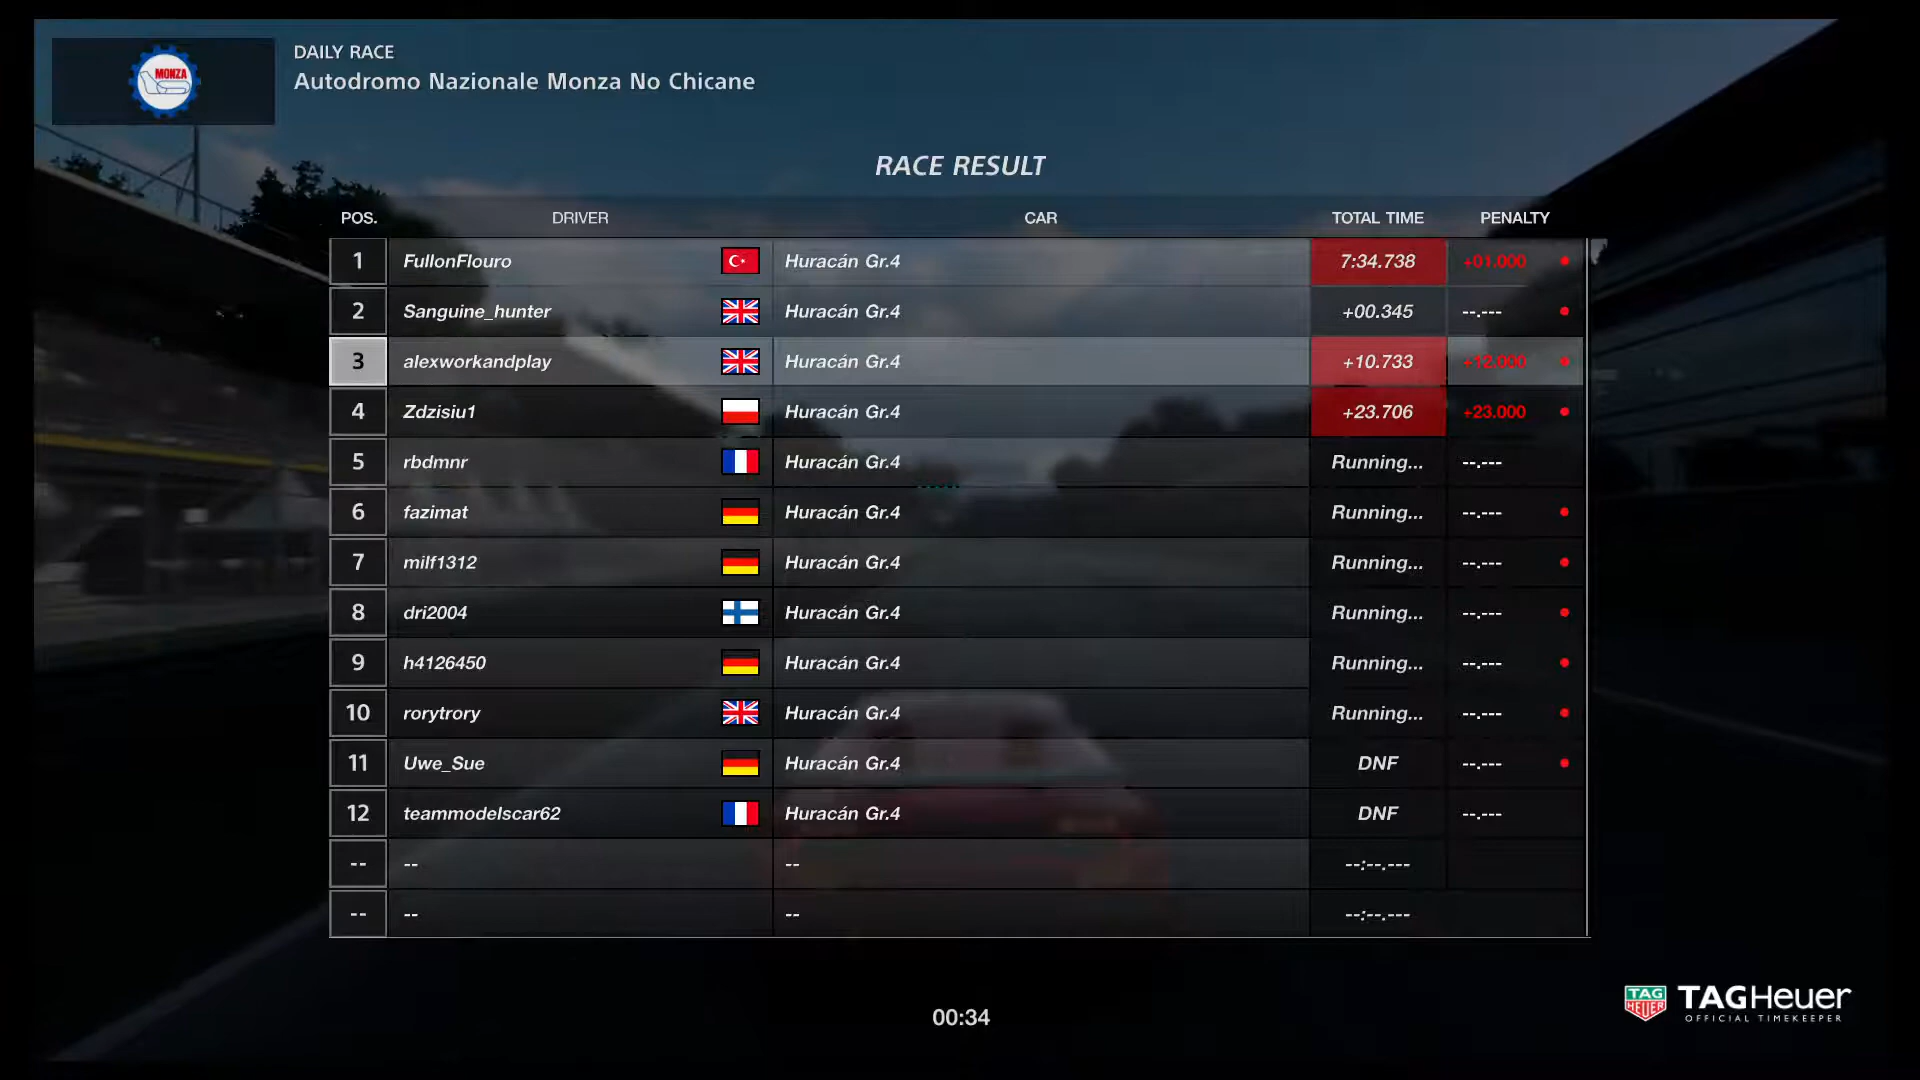 MONZA
DAILY RACE
Autodromo Nazionale Monza No Chicane
RACE RESULT
POS. DRIVER CAR TOTAL TIME PENALTY
1 FullonFlouro Huracán Gr.4 7:34.738 +01.000
2 Sanguine_hunter Huracán Gr.4 +00.345 --.---
3 alexworkandplay Huracán Gr.4 +10.733 +12.000
4 Zdzisiu1 Huracán Gr.4 +23.706 +23.000
5 rbdmnr Huracán Gr.4 Running... --.---
6 fazimat Huracán Gr.4 Running... --.---
7 milf1312 Huracán Gr.4 Running... --.---
8 dri2004 Huracán Gr.4 Running... --.---
9 h4126450 Huracán Gr.4 Running... --.---
10 rorytrory Huracán Gr.4 Running... --.---
11 Uwe_Sue Huracán Gr.4 DNF --.---
12 teammodelscar62 Huracán Gr.4 DNF --.---
-- -- -- --:--.---
-- -- -- --:--.---
00:34
TAG HEUER TAGHeuer
OFFICIAL TIMEKEEPER